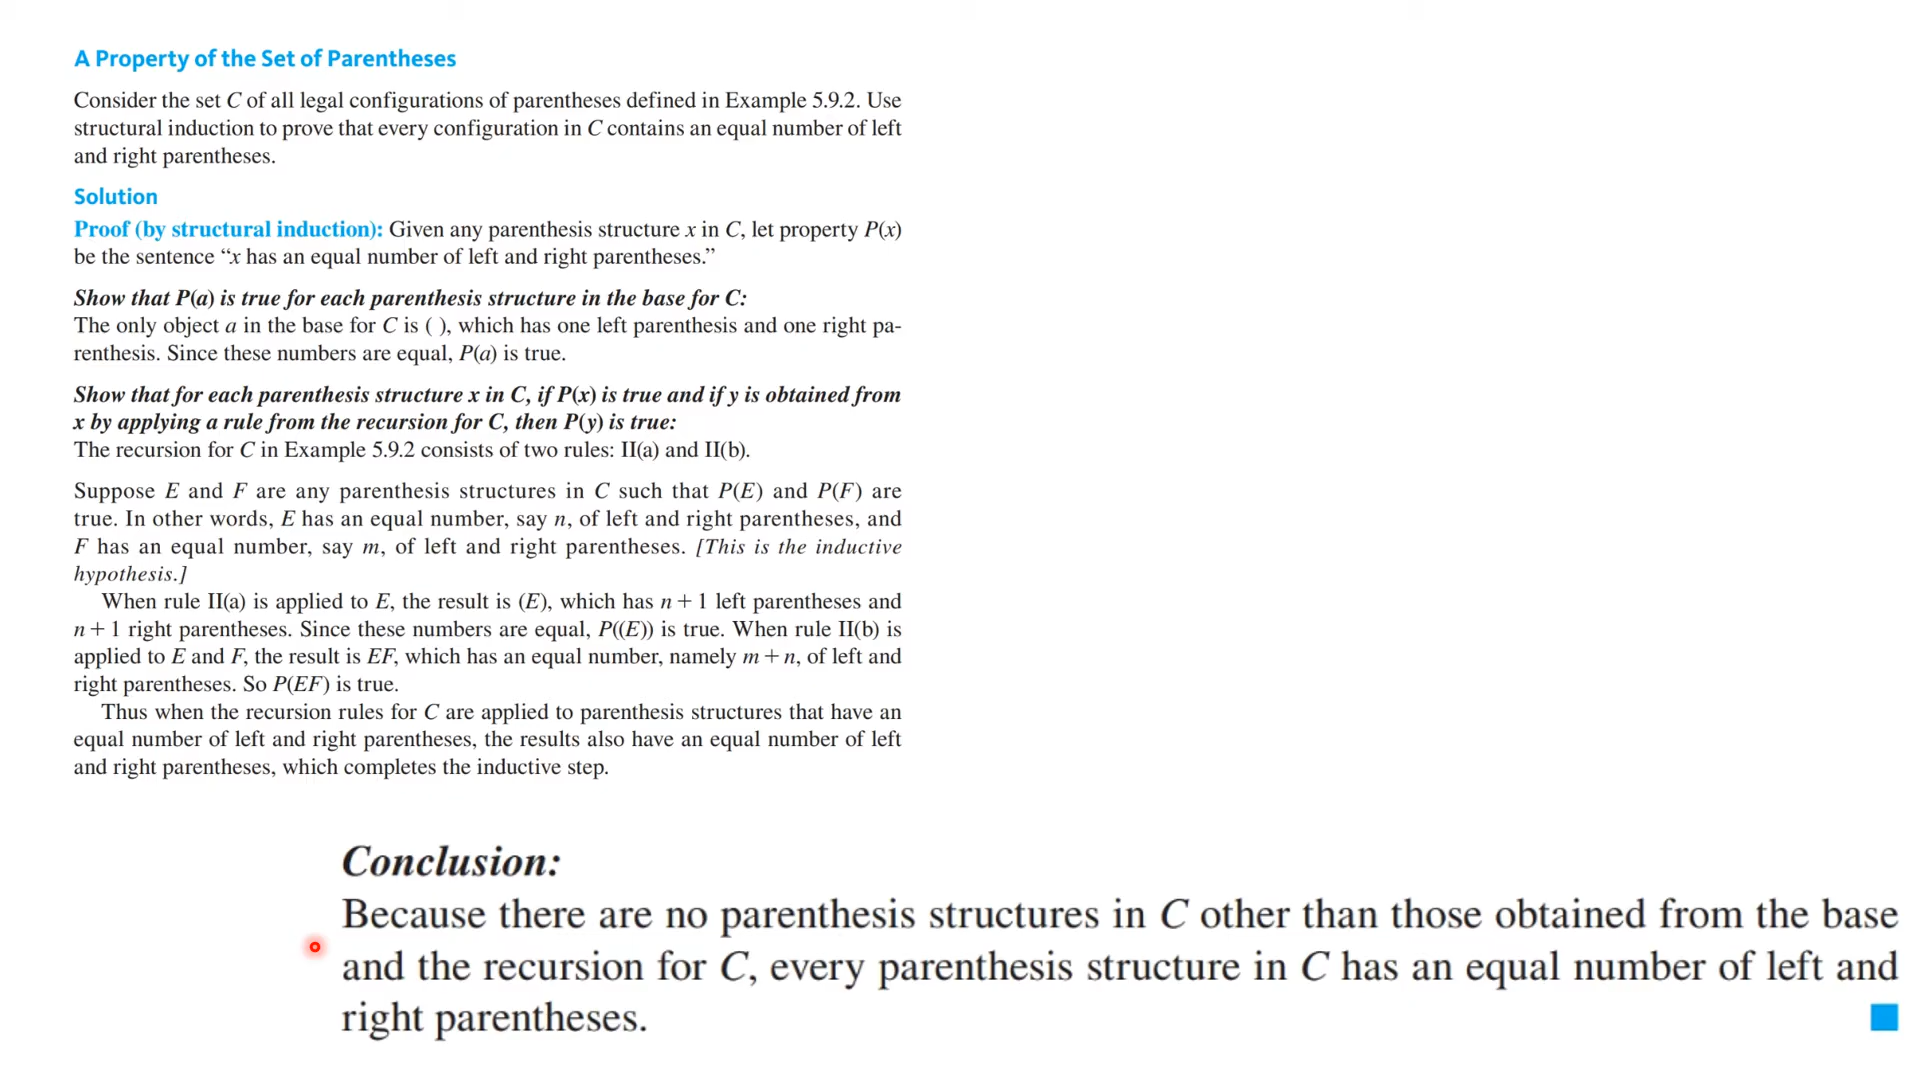 A Property of the Set of Parentheses
Consider the set C of all legal configurations of parentheses defined in Example 5.9.2. Use
structural induction to prove that every configuration in C contains an equal number of left
and right parentheses.
Solution
Proof (by structural induction): Given any parenthesis structure x in C, let property P(x)
be the sentence “x has an equal number of left and right parentheses.”
Show that P(a) is true for each parenthesis structure in the base for C:
The only object a in the base for C is ( ), which has one left parenthesis and one right pa-
renthesis. Since these numbers are equal, P(a) is true.
Show that for each parenthesis structure x in C, if P(x) is true and if y is obtained from
x by applying a rule from the recursion for C, then P(y) is true:
The recursion for C in Example 5.9.2 consists of two rules: II(a) and II(b).
Suppose E and F are any parenthesis structures in C such that P(E) and P(F) are
true. In other words, E has an equal number, say n, of left and right parentheses, and
F has an equal number, say m, of left and right parentheses. [This is the inductive
hypothesis.]
When rule II(a) is applied to E, the result is (E), which has n + 1 left parentheses and
n + 1 right parentheses. Since these numbers are equal, P((E)) is true. When rule II(b) is
applied to E and F, the result is EF, which has an equal number, namely m + n, of left and
right parentheses. So P(EF) is true.
Thus when the recursion rules for C are applied to parenthesis structures that have an
equal number of left and right parentheses, the results also have an equal number of left
and right parentheses, which completes the inductive step.
Conclusion:
Because there are no parenthesis structures in C other than those obtained from the base
and the recursion for C, every parenthesis structure in C has an equal number of left and
right parentheses.